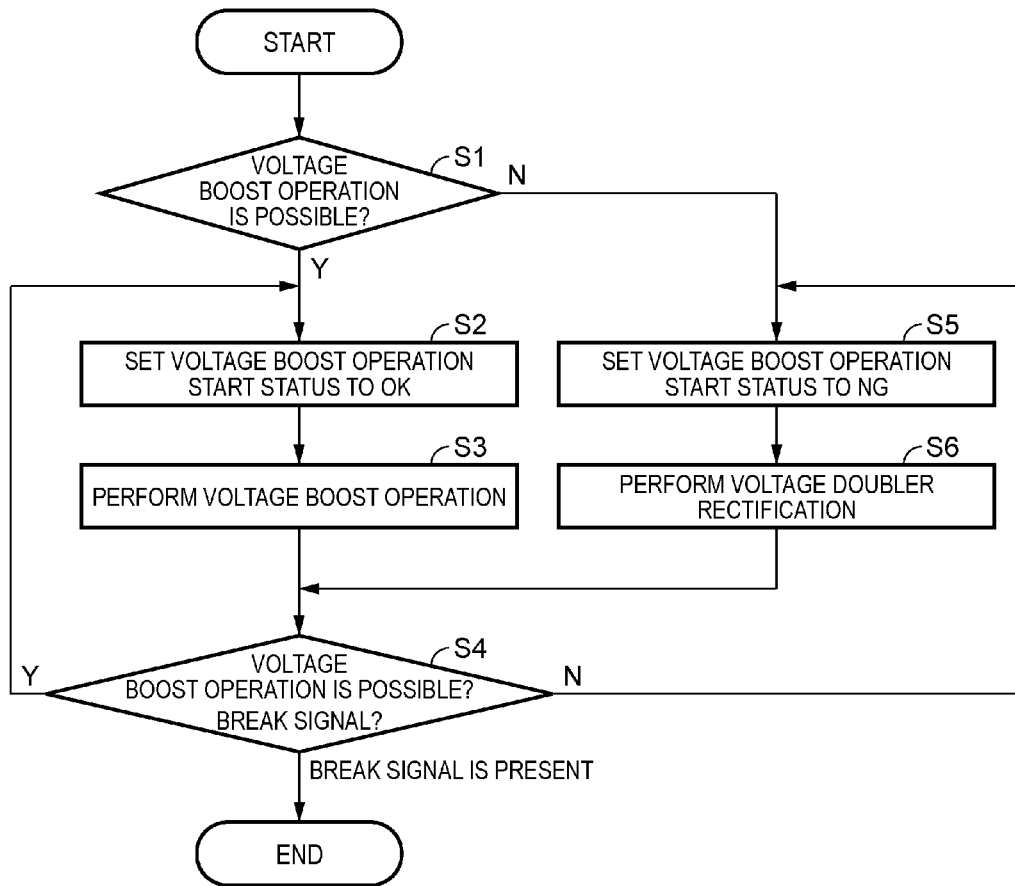 START
VOLTAGE
BOOST OPERATION
IS POSSIBLE?
S1
N
Y
S2
SET VOLTAGE BOOST OPERATION
START STATUS TO OK
S5
SET VOLTAGE BOOST OPERATION
START STATUS TO NG
S3
PERFORM VOLTAGE BOOST OPERATION
S6
PERFORM VOLTAGE DOUBLER
RECTIFICATION
S4
VOLTAGE
BOOST OPERATION IS POSSIBLE?
BREAK SIGNAL?
Y
N
BREAK SIGNAL IS PRESENT
END